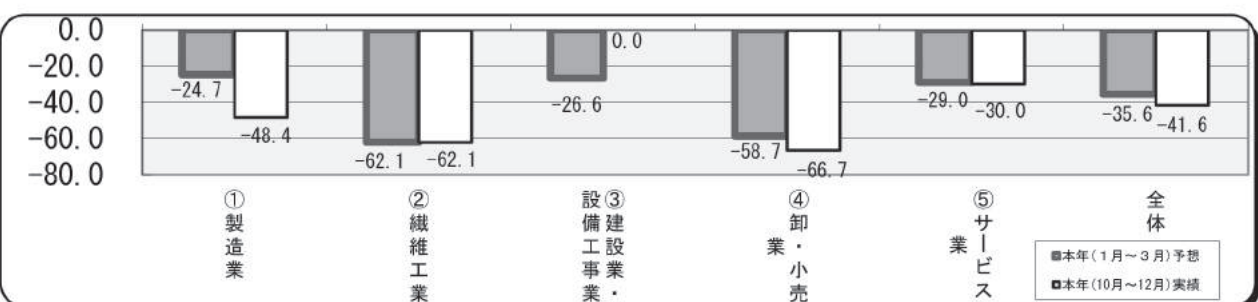 0.0
-20.0
-40.0
-60.0
-80.0
-24.7
-48.4
-62.1
-62.1
-26.6
0.0
-58.7
-66.7
-29.0
-30.0
-35.6
-41.6
①製造業
②繊維工業
③建設業・
設備工事業
④卸・小売
業
⑤サービス
業
全体
■本年(1月～3月)予想
□本年(10月～12月)実績